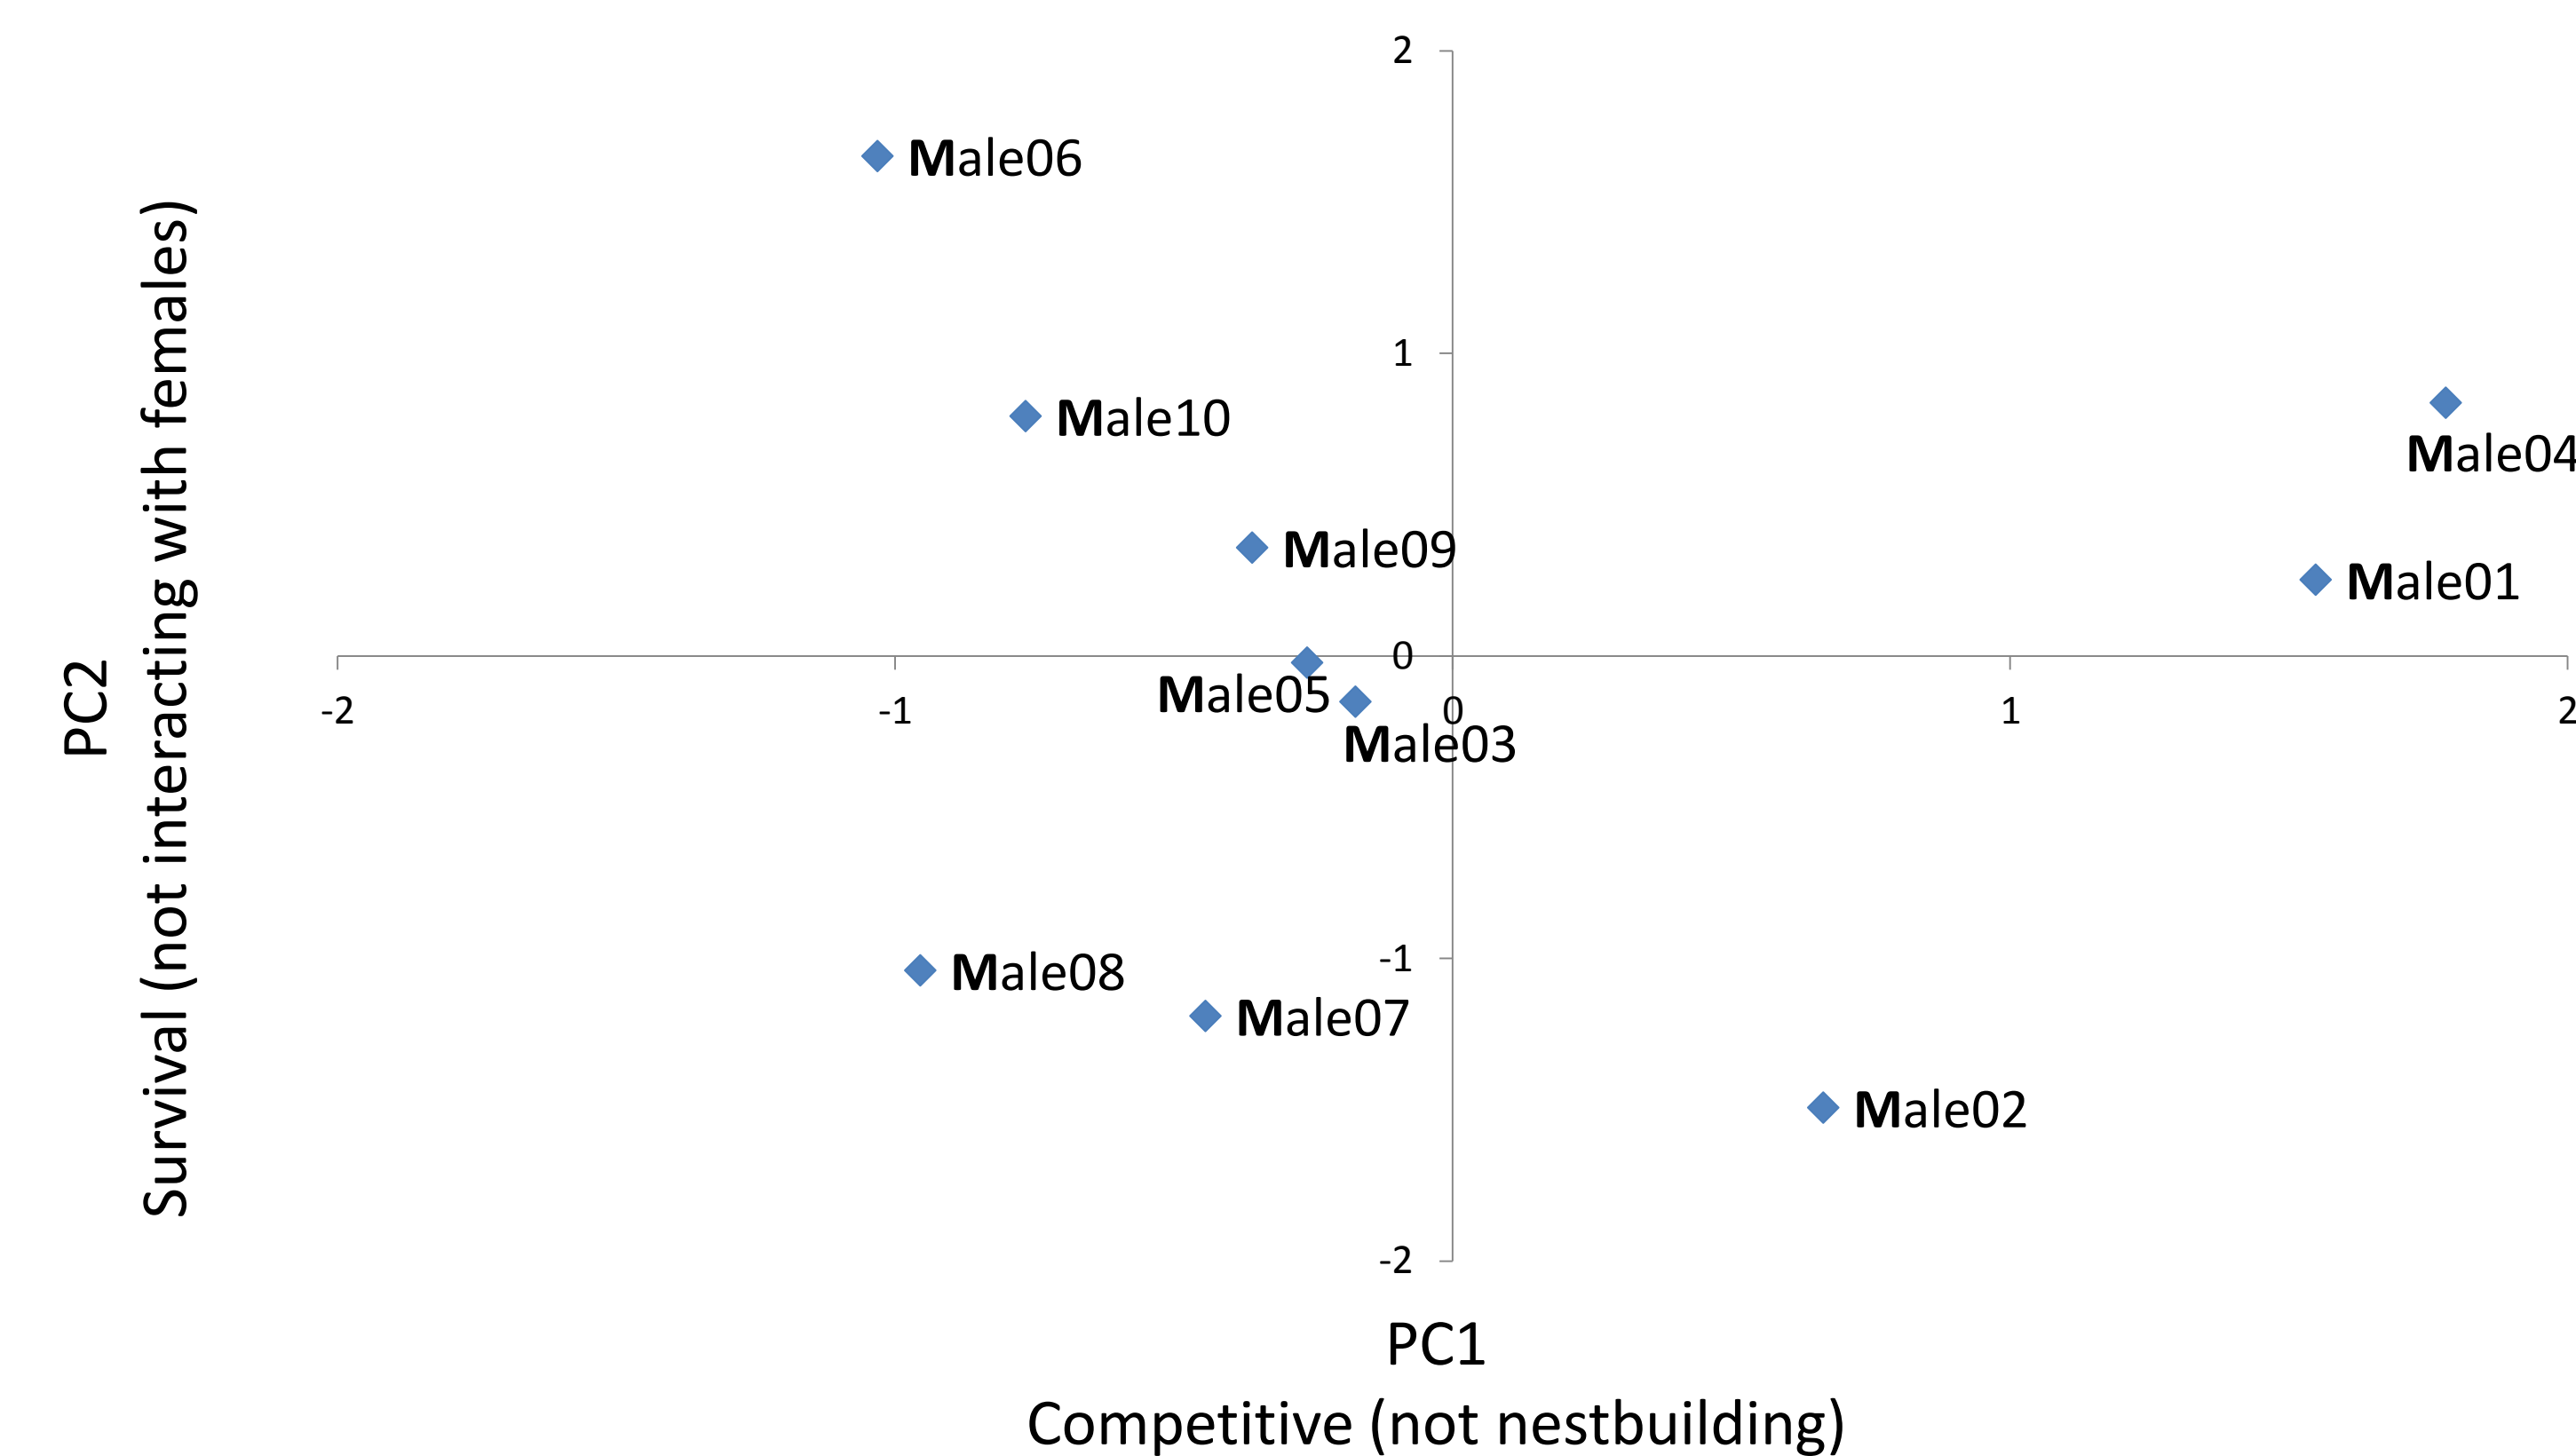 2
Male06
1
Male10
Male04
Male09
Male01
0
Male05
-2
-1
0
1
2
Male03
PC2
Survival (not interacting with females)
-1
Male08
Male07
Male02
-2
PC1
Competitive (not nestbuilding)